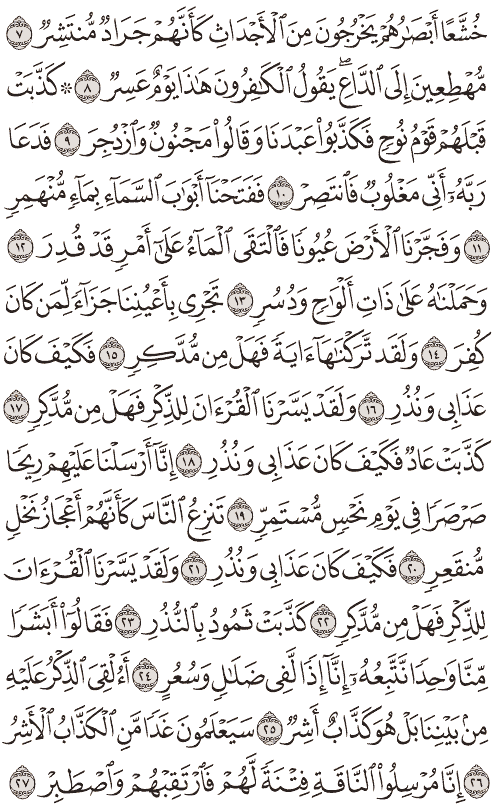 خُشَّعًا أَبْصَٰرُهُمْ يَخْرُجُونَ مِنَ ٱلْأَجْدَاثِ كَأَنَّهُمْ جَرَادٌ مُّنتَشِرٌ ٧
مُّهْطِعِينَ إِلَى ٱلدَّاعِ ۖ يَقُولُ ٱلْكَٰفِرُونَ هَٰذَا يَوْمٌ عَسِرٌ ٨ ۞ كَذَّبَتْ
قَبْلَهُمْ قَوْمُ نُوحٍ فَكَذَّبُوا۟ عَبْدَنَا وَقَالُوا۟ مَجْنُونٌ وَٱزْدُجِرَ ٩ فَدَعَا
رَبَّهُۥٓ أَنِّى مَغْلُوبٌ فَٱنتَصِرْ ١٠ فَفَتَحْنَآ أَبْوَٰبَ ٱلسَّمَآءِ بِمَآءٍ مُّنْهَمِرٍ
١١ وَفَجَّرْنَا ٱلْأَرْضَ عُيُونًا فَٱلْتَقَى ٱلْمَآءُ عَلَىٰٓ أَمْرٍ قَدْ قُدِرَ ١٢
وَحَمَلْنَٰهُ عَلَىٰ ذَاتِ أَلْوَٰحٍ وَدُسُرٍ ١٣ تَجْرِى بِأَعْيُنِنَا جَزَآءً لِّمَن كَانَ
كُفِرَ ١٤ وَلَقَد تَّرَكْنَٰهَآ ءَايَةً فَهَلْ مِن مُّدَّكِرٍ ١٥ فَكَيْفَ كَانَ
عَذَابِى وَنُذُرِ ١٦ وَلَقَدْ يَسَّرْنَا ٱلْقُرْءَانَ لِلذِّكْرِ فَهَلْ مِن مُّدَّكِرٍ ١٧
كَذَّبَتْ عَادٌ فَكَيْفَ كَانَ عَذَابِى وَنُذُرِ ١٨ إِنَّآ أَرْسَلْنَا عَلَيْهِمْ رِيحًا
صَرْصَرًا فِى يَوْمِ نَحْسٍ مُّسْتَمِرٍّ ١٩ تَنزِعُ ٱلنَّاسَ كَأَنَّهُمْ أَعْجَازُ نَخْلٍ
مُّنقَعِرٍ ٢٠ فَكَيْفَ كَانَ عَذَابِى وَنُذُرِ ٢١ وَلَقَدْ يَسَّرْنَا ٱلْقُرْءَانَ
لِلذِّكْرِ فَهَلْ مِن مُّدَّكِرٍ ٢٢ كَذَّبَتْ ثَمُودُ بِٱلنُّذُرِ ٢٣ فَقَالُوٓا۟ أَبَشَرًا
مِّنَّا وَٰحِدًا نَّتَّبِعُهُۥٓ إِنَّآ إِذًا لَّفِى ضَلَٰلٍ وَسُعُرٍ ٢٤ أَءُلْقِىَ ٱلذِّكْرُ عَلَيْهِ
مِنۢ بَيْنِنَا بَلْ هُوَ كَذَّابٌ أَشِرٌ ٢٥ سَيَعْلَمُونَ غَدًا مَّنِ ٱلْكَذَّابُ ٱلْأَشِرُ
٢٦ إِنَّا مُرْسِلُوا۟ ٱلنَّاقَةِ فِتْنَةً لَّهُمْ فَٱرْتَقِبْهُمْ وَٱصْطَبِرْ ٢٧